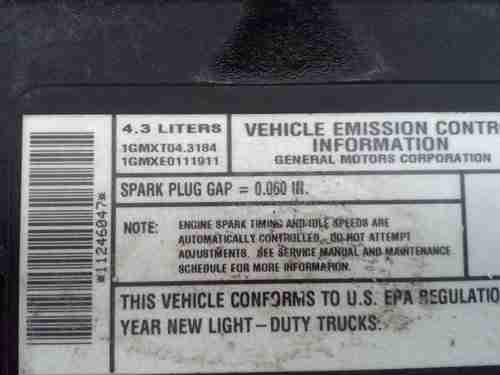 4.3 LITERS
1GMXT04.3184
1GMXE0111911
VEHICLE EMISSION CONTR
INFORMATION
GENERAL MOTORS CORPORATION
SPARK PLUG GAP = 0.060 IN.
NOTE: ENGINE SPARK TIMING AND IDLE SPEEDS ARE
AUTOMATICALLY CONTROLLED. DO NOT ATTEMPT
ADJUSTMENTS. SEE SERVICE MANUAL AND MAINTENANCE
SCHEDULE FOR MORE INFORMATION.
THIS VEHICLE CONFORMS TO U.S. EPA REGULATIO
YEAR NEW LIGHT-DUTY TRUCKS.
*11246047*